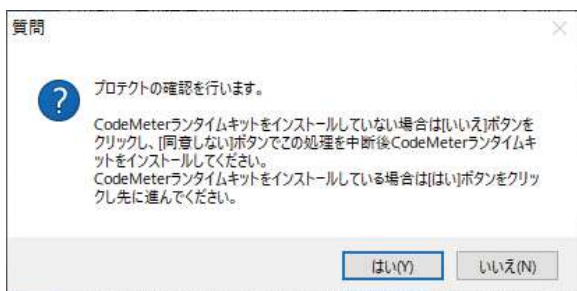 質問
プロテクトの確認を行います。
CodeMeterランタイムキットをインストールしていない場合は[いいえ]ボタンを
クリックし、[同意しない]ボタンでこの処理を中断後CodeMeterランタイムキ
ットをインストールしてください。
CodeMeterランタイムキットをインストールしている場合は[はい]ボタンをクリッ
クし先に進んでください。
はい(Y)
いいえ(N)